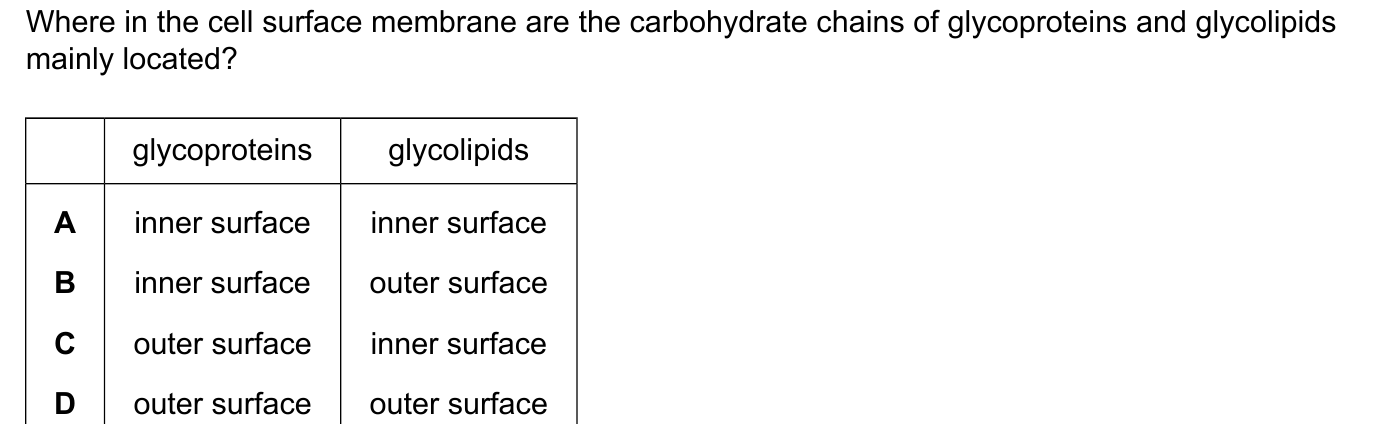 Where in the cell surface membrane are the carbohydrate chains of glycoproteins and glycolipids
mainly located?
glycoproteins glycolipids
A inner surface inner surface
B inner surface outer surface
C outer surface inner surface
D outer surface outer surface